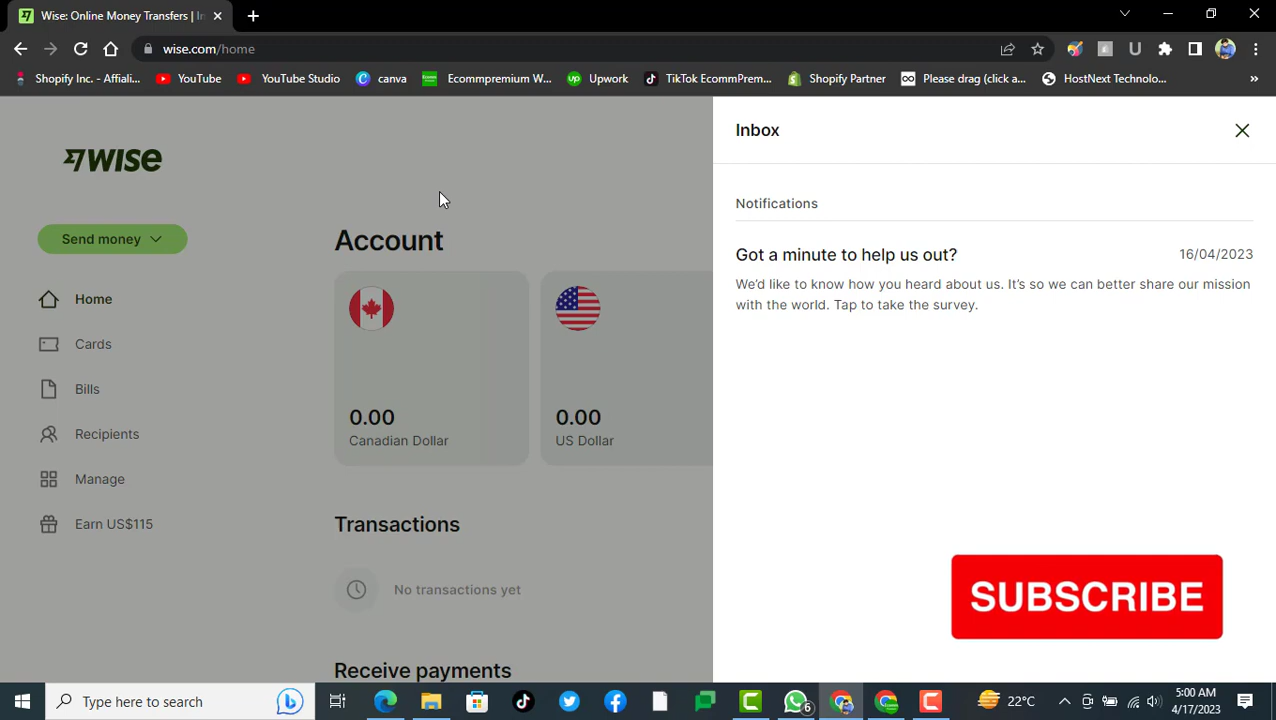 Wise: Online Money Transfers | In
wise.com/home
Shopify Inc. - Affiali...
YouTube
YouTube Studio
canva
Ecommpremium W...
Upwork
TikTok EcommPrem...
Shopify Partner
Please drag (click a...
HostNext Technolo...
WISE
Send money
Home
Cards
Bills
Recipients
Manage
Earn US$115
Account
0.00
Canadian Dollar
0.00
US Dollar
Transactions
No transactions yet
Receive payments
Inbox
Notifications
Got a minute to help us out?
16/04/2023
We'd like to know how you heard about us. It's so we can better share our mission
with the world. Tap to take the survey.
SUBSCRIBE
Type here to search
6
22°C
5:00 AM
4/17/2023